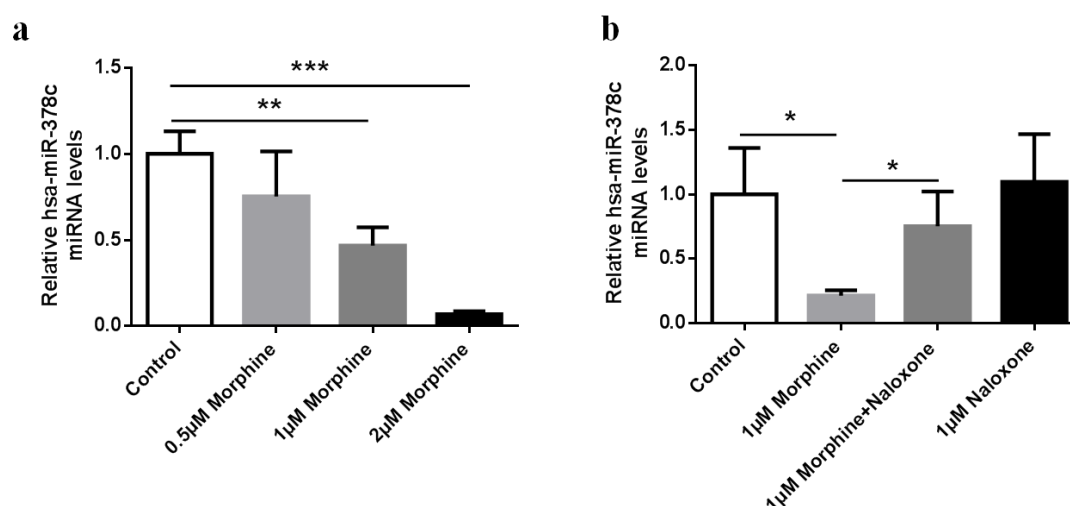 a
Relative hsa-miR-378c
miRNA levels
1.5
1.0
0.5
0.0
***
**
Control
0.5μM Morphine
1μM Morphine
2μM Morphine
b
Relative hsa-miR-378c
miRNA levels
2.0
1.5
1.0
0.5
0.0
*
*
Control
1μM Morphine
1μM Morphine+Naloxone
1μM Naloxone